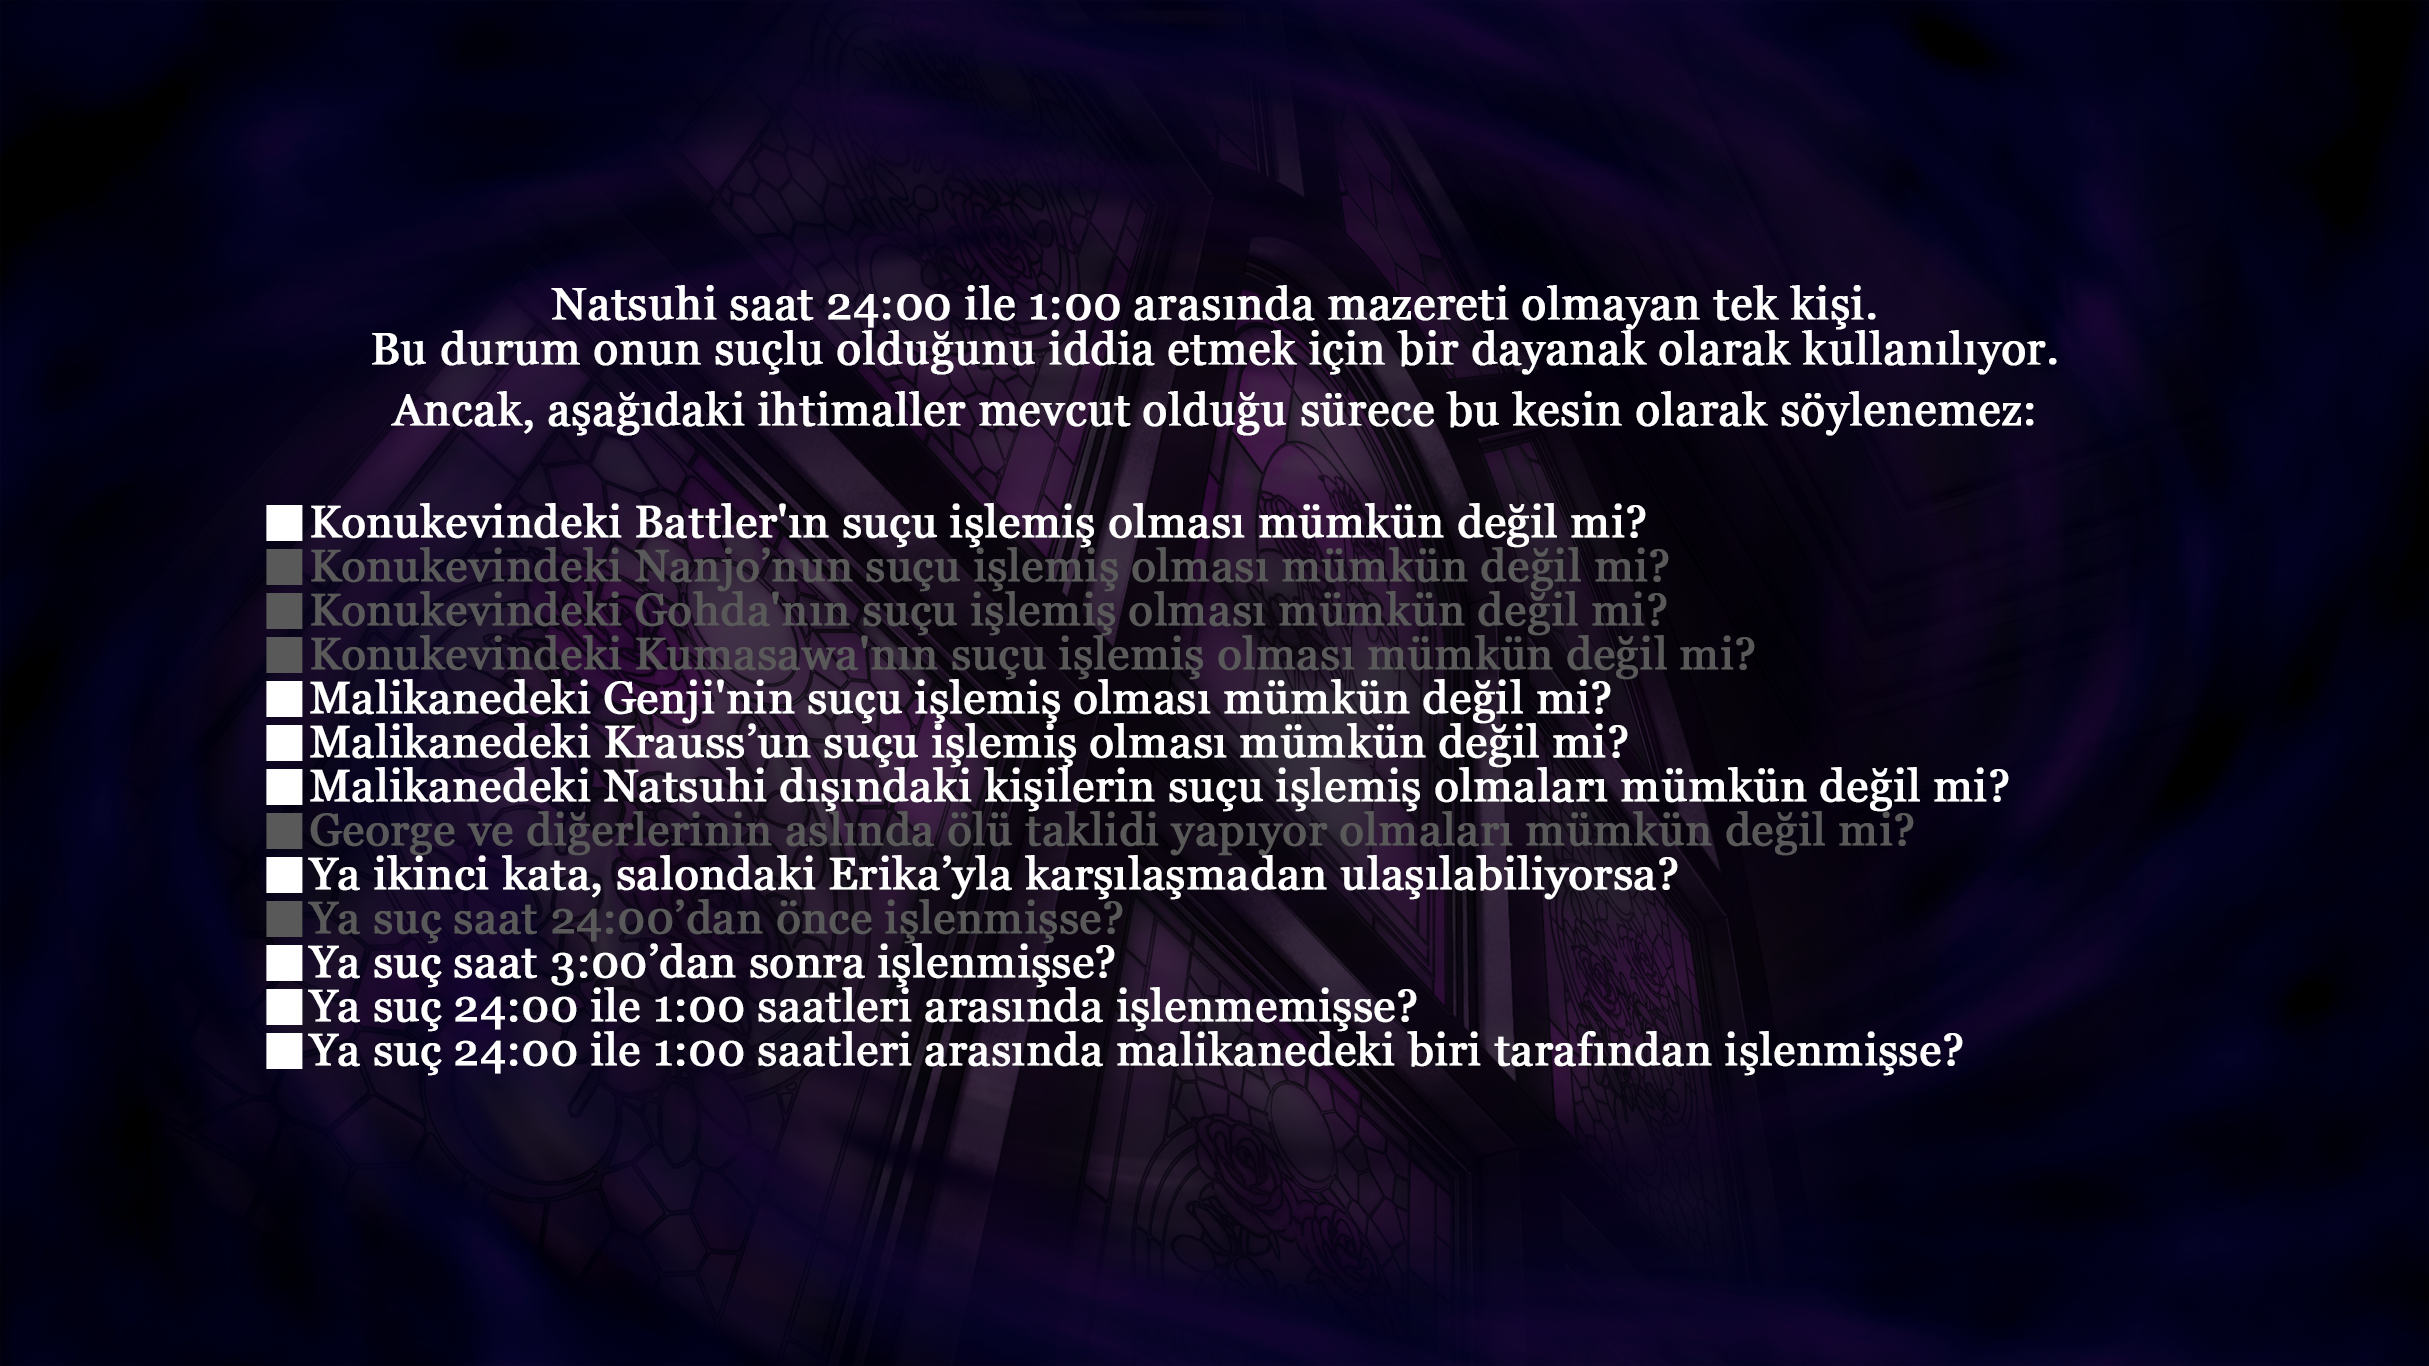 Natsuhi saat 24:00 ile 1:00 arasında mazereti olmayan tek kişi.
Bu durum onun suçlu olduğunu iddia etmek için bir dayanak olarak kullanılıyor.
Ancak, aşağıdaki ihtimaller mevcut olduğu sürece bu kesin olarak söylenemez:
■Konukevindeki Battler'ın suçu işlemiş olması mümkün değil mi?
■Konukevindeki Nanjo’nun suçu işlemiş olması mümkün değil mi?
■Konukevindeki Gohda'nın suçu işlemiş olması mümkün değil mi?
■Konukevindeki Kumasawa'nın suçu işlemiş olması mümkün değil mi?
■Malikanedeki Genji'nin suçu işlemiş olması mümkün değil mi?
■Malikanedeki Krauss’un suçu işlemiş olması mümkün değil mi?
■Malikanedeki Natsuhi dışındaki kişilerin suçu işlemiş olmaları mümkün değil mi?
■George ve diğerlerinin aslında ölü taklidi yapıyor olmaları mümkün değil mi?
■Ya ikinci kata, salondaki Erika’yla karşılaşmadan ulaşılabiliyorsa?
■Ya suç saat 24:00’dan önce işlenmişse?
■Ya suç saat 3:00’dan sonra işlenmişse?
■Ya suç 24:00 ile 1:00 saatleri arasında işlenmemişse?
■Ya suç 24:00 ile 1:00 saatleri arasında malikanedeki biri tarafından işlenmişse?